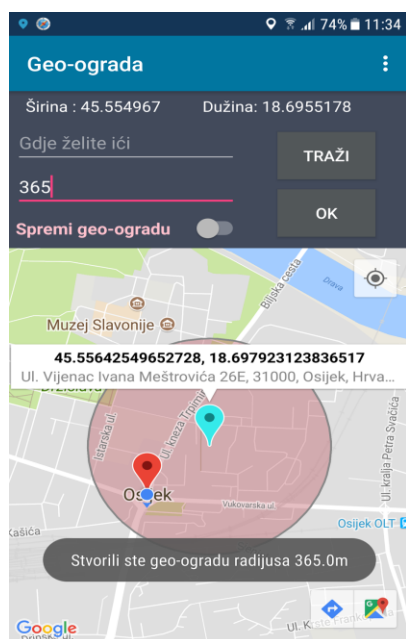 74% 11:34
Geo-ograda
Širina : 45.554967 Dužina: 18.6955178
Gdje želite ići
TRAŽI
365
OK
Spremi geo-ogradu
Drava
Biljska cesta
Muzej Slavonije
45.55642549652728, 18.697923123836517
Ul. Vijenac Ivana Meštrovića 26E, 31000, Osijek, Hrva...
Istarska ul.
Ul. kneza Trpimi
Ul. kralja Petra Svačića
Osijek
Vukovarska ul.
Kašića
Osijek OLT
Stvorili ste geo-ogradu radijusa 365.0m
Google
Ul. K